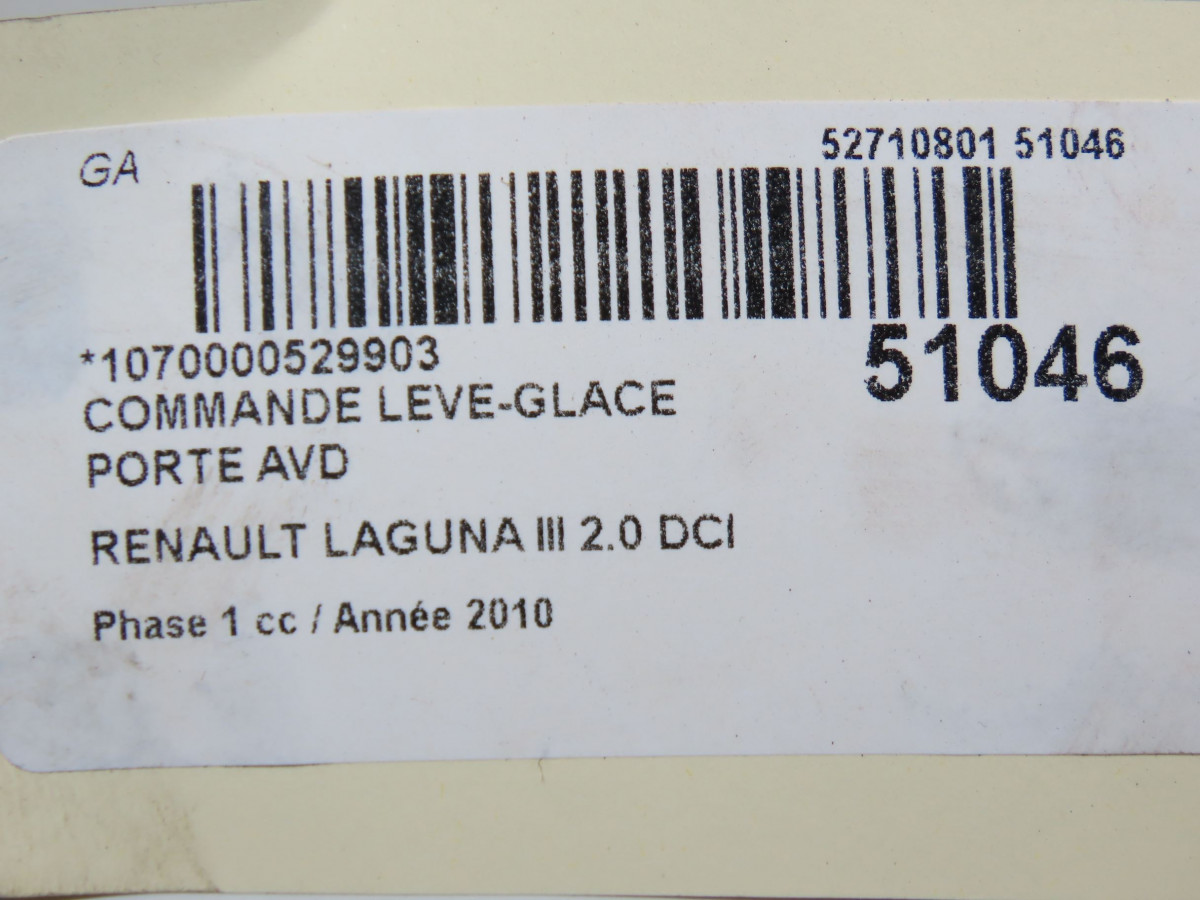 GA
52710801 51046
*1070000529903
51046
COMMANDE LEVE-GLACE
PORTE AVD
RENAULT LAGUNA III 2.0 DCI
Phase 1 cc / Année 2010